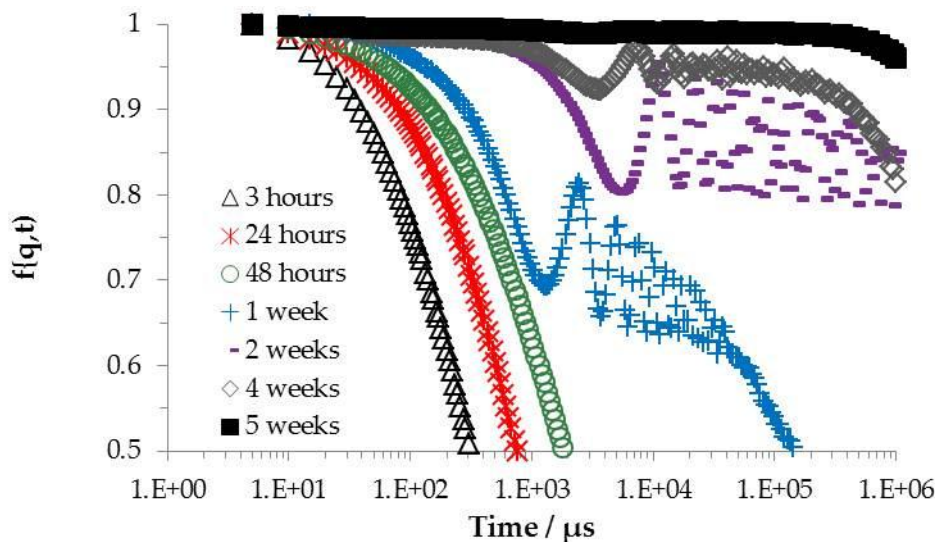 1
0.9
0.8
0.7
0.6
0.5
f{q,t)
3 hours
24 hours
48 hours
1 week
2 weeks
4 weeks
5 weeks
1.E+00 1.E+01 1.E+02 1.E+03 1.E+04 1.E+05 1.E+06
Time / μs